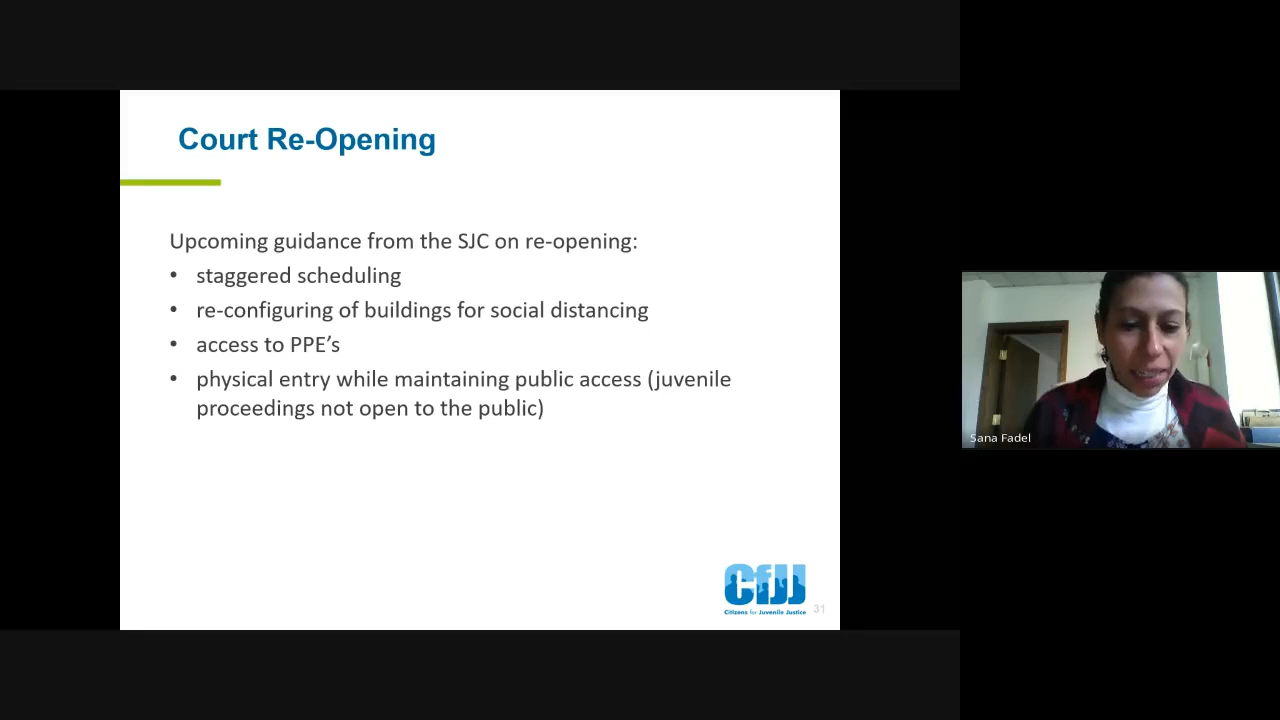 Court Re-Opening
Upcoming guidance from the SJC on re-opening:
• staggered scheduling
• re-configuring of buildings for social distancing
• access to PPE’s
• physical entry while maintaining public access (juvenile
proceedings not open to the public)
CfJJ
Citizens for Juvenile Justice
31
Sana Fadel